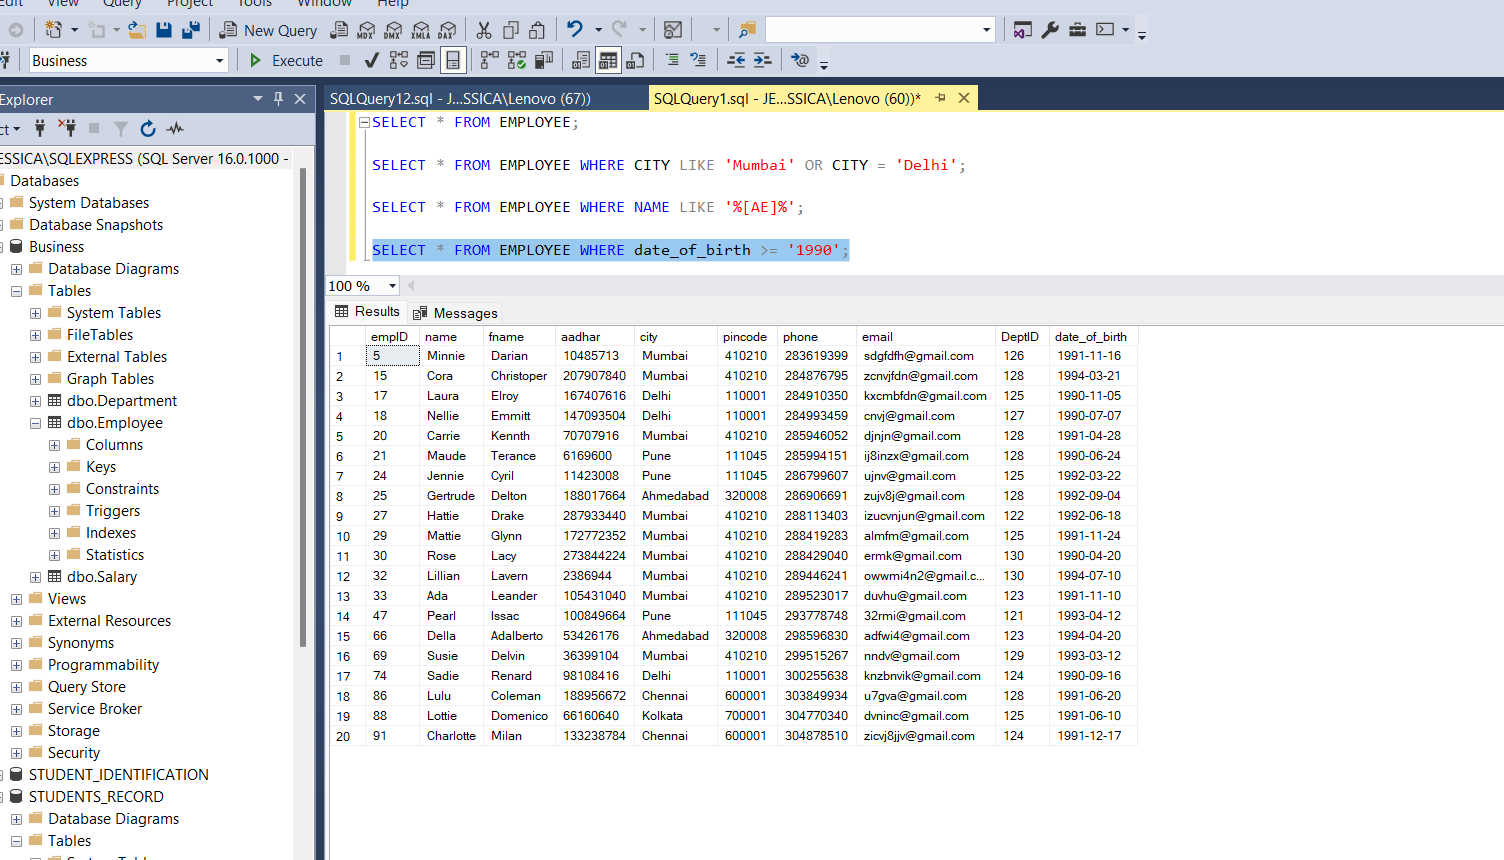 Edit View Query Project Tools Window Help
New Query MDX DMX XMLA DAX
Business Execute
Explorer
SQLQuery12.sql - J...SSICA\Lenovo (67))
SQLQuery1.sql - JE...SSICA\Lenovo (60))*
ct
ESSICA\SQLEXPRESS (SQL Server 16.0.1000 -
Databases
System Databases
Database Snapshots
Business
Database Diagrams
Tables
System Tables
FileTables
External Tables
Graph Tables
dbo.Department
dbo.Employee
Columns
Keys
Constraints
Triggers
Indexes
Statistics
dbo.Salary
Views
External Resources
Synonyms
Programmability
Query Store
Service Broker
Storage
Security
STUDENT_IDENTIFICATION
STUDENTS_RECORD
Database Diagrams
Tables
SELECT * FROM EMPLOYEE;
SELECT * FROM EMPLOYEE WHERE CITY LIKE 'Mumbai' OR CITY = 'Delhi';
SELECT * FROM EMPLOYEE WHERE NAME LIKE '%[AE]%';
SELECT * FROM EMPLOYEE WHERE date_of_birth >= '1990';
100 %
Results Messages
empID name fname aadhar city pincode phone email DeptID date_of_birth
1 5 Minnie Darian 10485713 Mumbai 410210 283619399 sdgfdfh@gmail.com 126 1991-11-16
2 15 Cora Christoper 207907840 Mumbai 410210 284876795 zcnvjfdn@gmail.com 128 1994-03-21
3 17 Laura Elroy 167407616 Delhi 110001 284910350 kxcmbfdn@gmail.com 125 1990-11-05
4 18 Nellie Emmitt 147093504 Delhi 110001 284993459 cnvj@gmail.com 127 1990-07-07
5 20 Carrie Kennth 70707916 Mumbai 410210 285946052 djnjn@gmail.com 128 1991-04-28
6 21 Maude Terance 6169600 Pune 111045 285994151 ij8inzx@gmail.com 128 1990-06-24
7 24 Jennie Cyril 11423008 Pune 111045 286799607 ujnv@gmail.com 125 1992-03-22
8 25 Gertrude Delton 188017664 Ahmedabad 320008 286906691 zujv8j@gmail.com 128 1992-09-04
9 27 Hattie Drake 287933440 Mumbai 410210 288113403 izucvnjun@gmail.com 122 1992-06-18
10 29 Mattie Glynn 172772352 Mumbai 410210 288419283 almfm@gmail.com 125 1991-11-24
11 30 Rose Lacy 273844224 Mumbai 410210 288429040 ermk@gmail.com 130 1990-04-20
12 32 Lillian Lavern 2386944 Mumbai 410210 289446241 owwmi4n2@gmail.c... 130 1994-07-10
13 33 Ada Leander 105431040 Mumbai 410210 289523017 duvhu@gmail.com 123 1991-11-10
14 47 Pearl Issac 100849664 Pune 111045 293778748 32rmi@gmail.com 121 1993-04-12
15 66 Della Adalberto 53426176 Ahmedabad 320008 298596830 adfwi4@gmail.com 123 1994-04-20
16 69 Susie Delvin 36399104 Mumbai 410210 299515267 nndv@gmail.com 129 1993-03-12
17 74 Sadie Renard 98108416 Delhi 110001 300255638 knzbnvik@gmail.com 124 1990-09-16
18 86 Lulu Coleman 188956672 Chennai 600001 303849934 u7gva@gmail.com 128 1991-06-20
19 88 Lottie Domenico 66160640 Kolkata 700001 304770340 dvninc@gmail.com 125 1991-06-10
20 91 Charlotte Milan 133238784 Chennai 600001 304878510 zicvj8jjv@gmail.com 124 1991-12-17